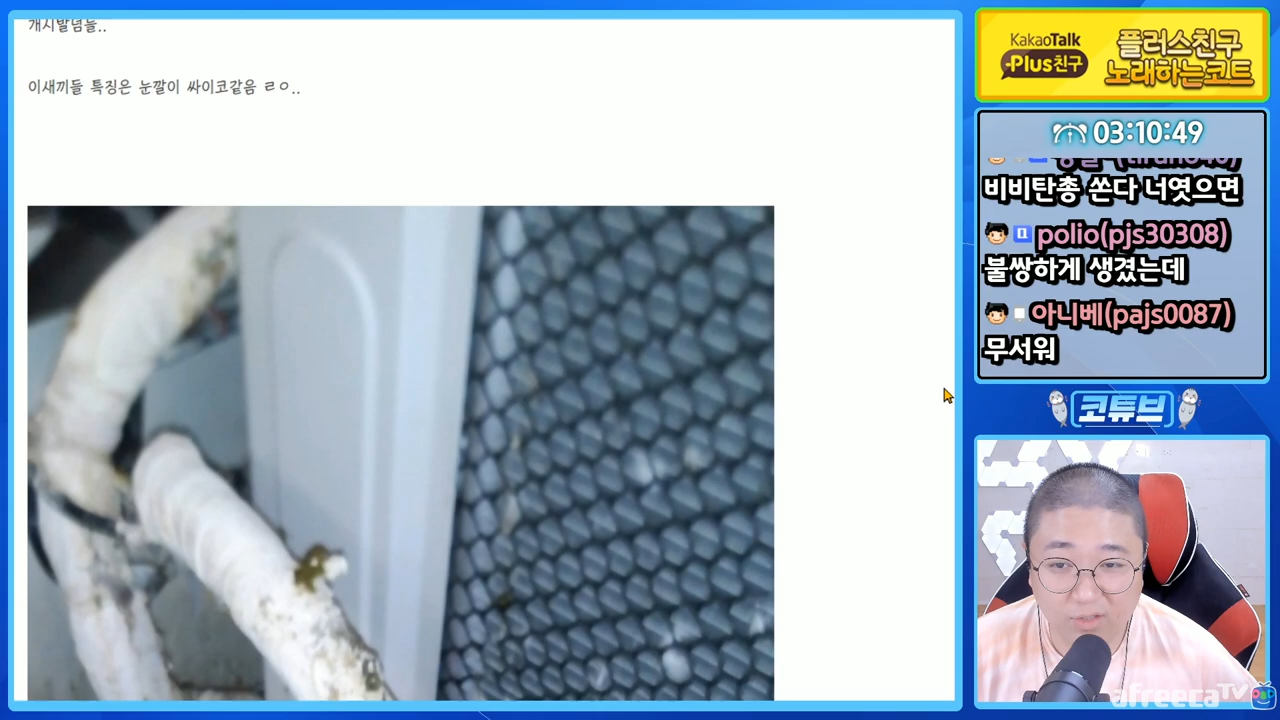 개시발념들..
이새끼들 특징은 눈깔이 싸이코같음 ㄹㅇ..
KakaoTalk
Plus친구
플러스친구
노래하는코트
03:10:49
비비탄총 쏜다 너엿으면
polio(pjs30308)
불쌍하게 생겼는데
아니베(pajs0087)
무서워
코튜브
afreecaTV